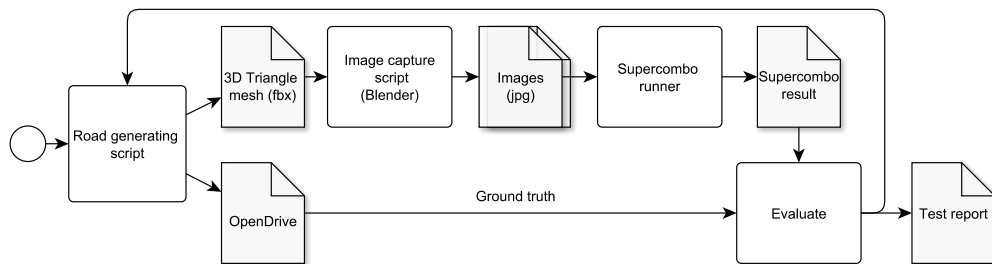 Road generating
script
3D Triangle
mesh (fbx)
Image capture
script
(Blender)
Images
(jpg)
Supercombo
runner
Supercombo
result
OpenDrive
Ground truth
Evaluate
Test report